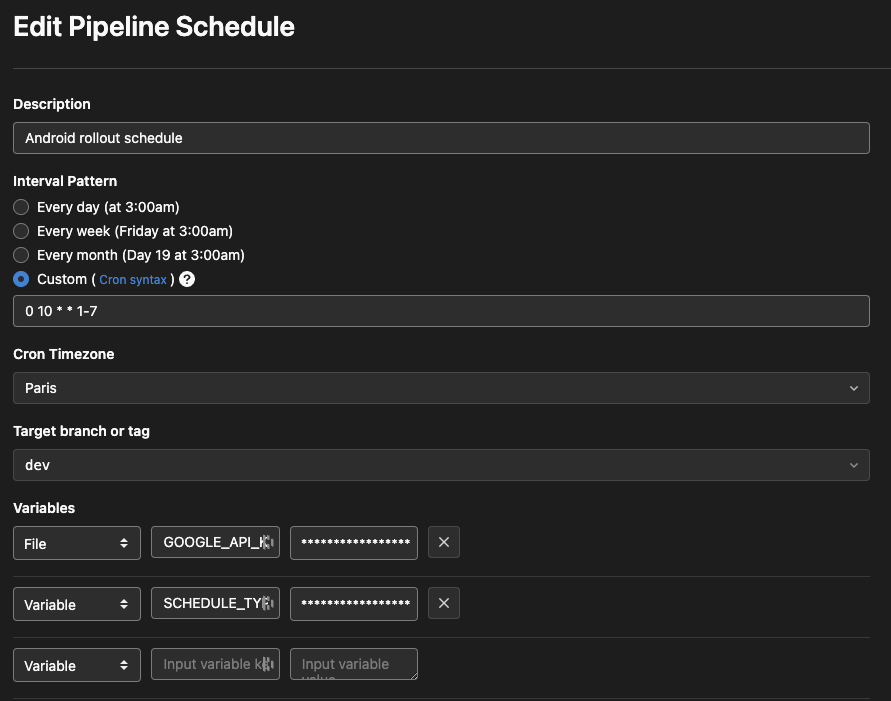 Edit Pipeline Schedule
Description
Android rollout schedule
Interval Pattern
Every day (at 3:00am)
Every week (Friday at 3:00am)
Every month (Day 19 at 3:00am)
Custom ( Cron syntax ) ?
0 10 * * 1-7
Cron Timezone
Paris
Target branch or tag
dev
Variables
File GOOGLE_API_K *****************
Variable SCHEDULE_TY *****************
Variable Input variable Input variable
value